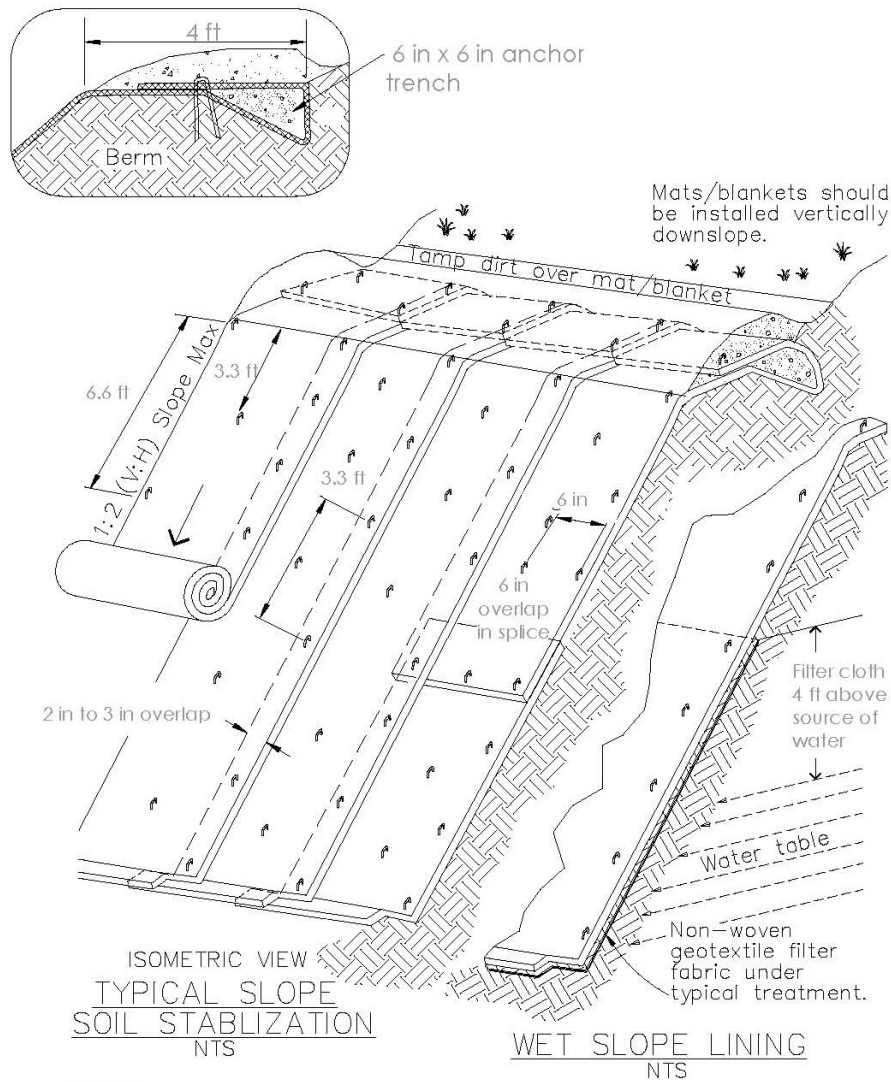 4 ft
6 in x 6 in anchor
trench
Berm
Mats/blankets should
be installed vertically
downslope.
Tamp dirt over mat/blanket
6.6 ft
1:2 (V:H) Slope Max
3.3 ft
3.3 ft
6 in
6 in
overlap
in splice
2 in to 3 in overlap
Filter cloth
4 ft above
source of
water
Water table
Non-woven
geotextile filter
fabric under
typical treatment.
ISOMETRIC VIEW
TYPICAL SLOPE
SOIL STABLIZATION
NTS
WET SLOPE LINING
NTS